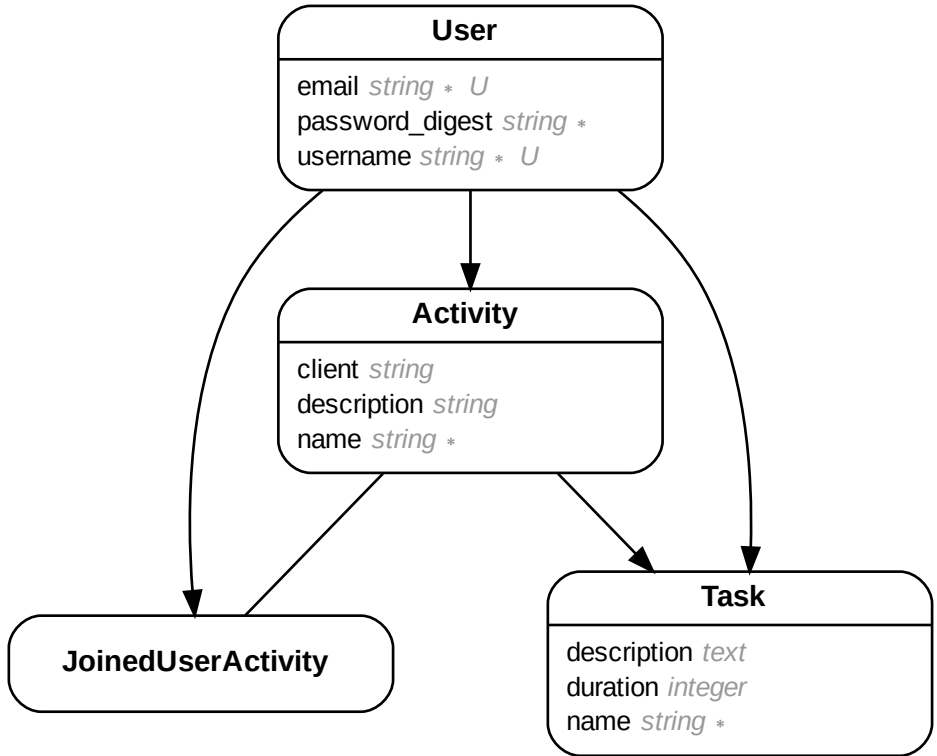 User
email string * U
password_digest string *
username string * U
Activity
client string
description string
name string *
JoinedUserActivity
Task
description text
duration integer
name string *